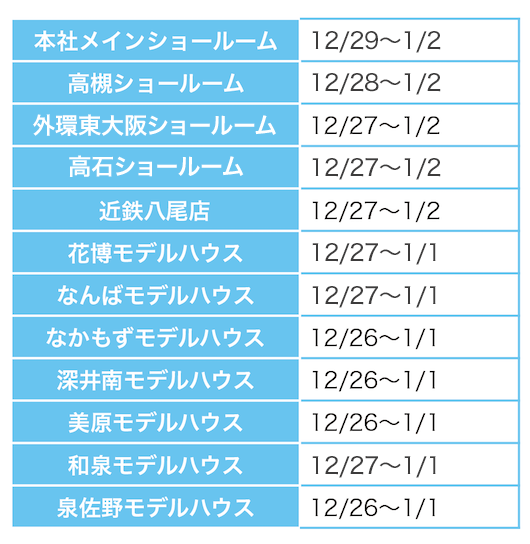 本社メインショールーム 12/29〜1/2
高槻ショールーム 12/28〜1/2
外環東大阪ショールーム 12/27〜1/2
高石ショールーム 12/27〜1/2
近鉄八尾店 12/27〜1/2
花博モデルハウス 12/27〜1/1
なんばモデルハウス 12/27〜1/1
なかもずモデルハウス 12/26〜1/1
深井南モデルハウス 12/26〜1/1
美原モデルハウス 12/26〜1/1
和泉モデルハウス 12/27〜1/1
泉佐野モデルハウス 12/26〜1/1